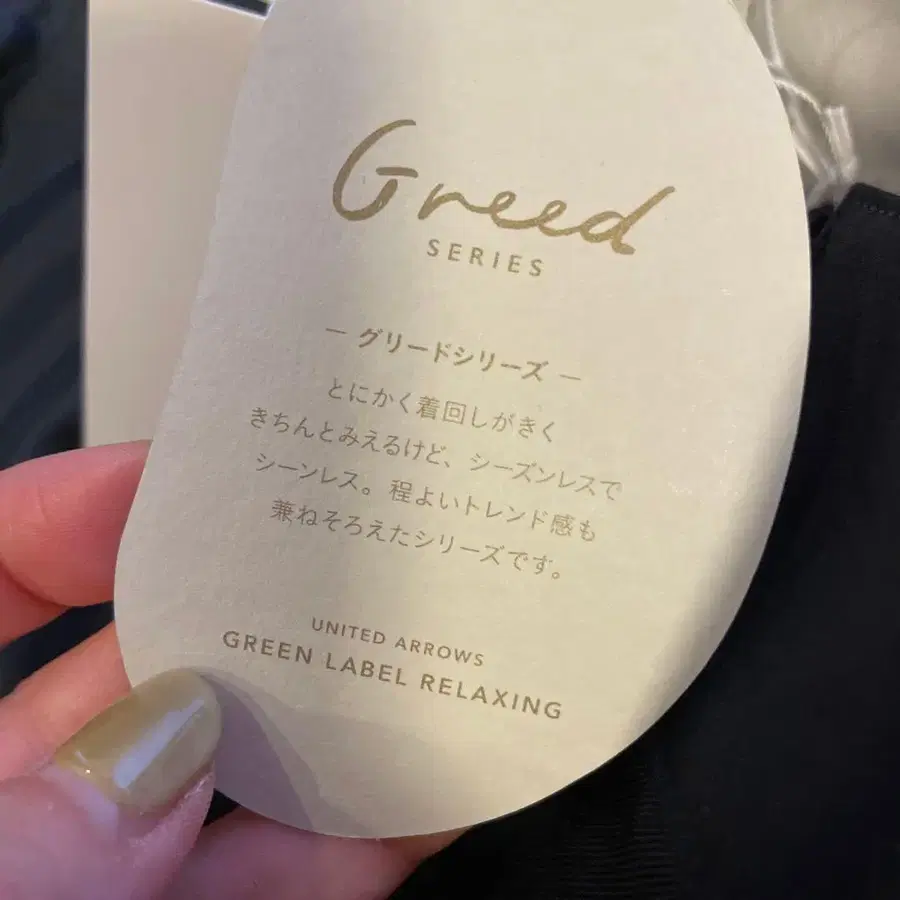 Greed
SERIES
― グリードシリーズ ―
とにかく着回しがきく
きちんとみえるけど、シーズンレスで
シーンレス。程よいトレンド感も
兼ねそろえたシリーズです。
UNITED ARROWS
GREEN LABEL RELAXING